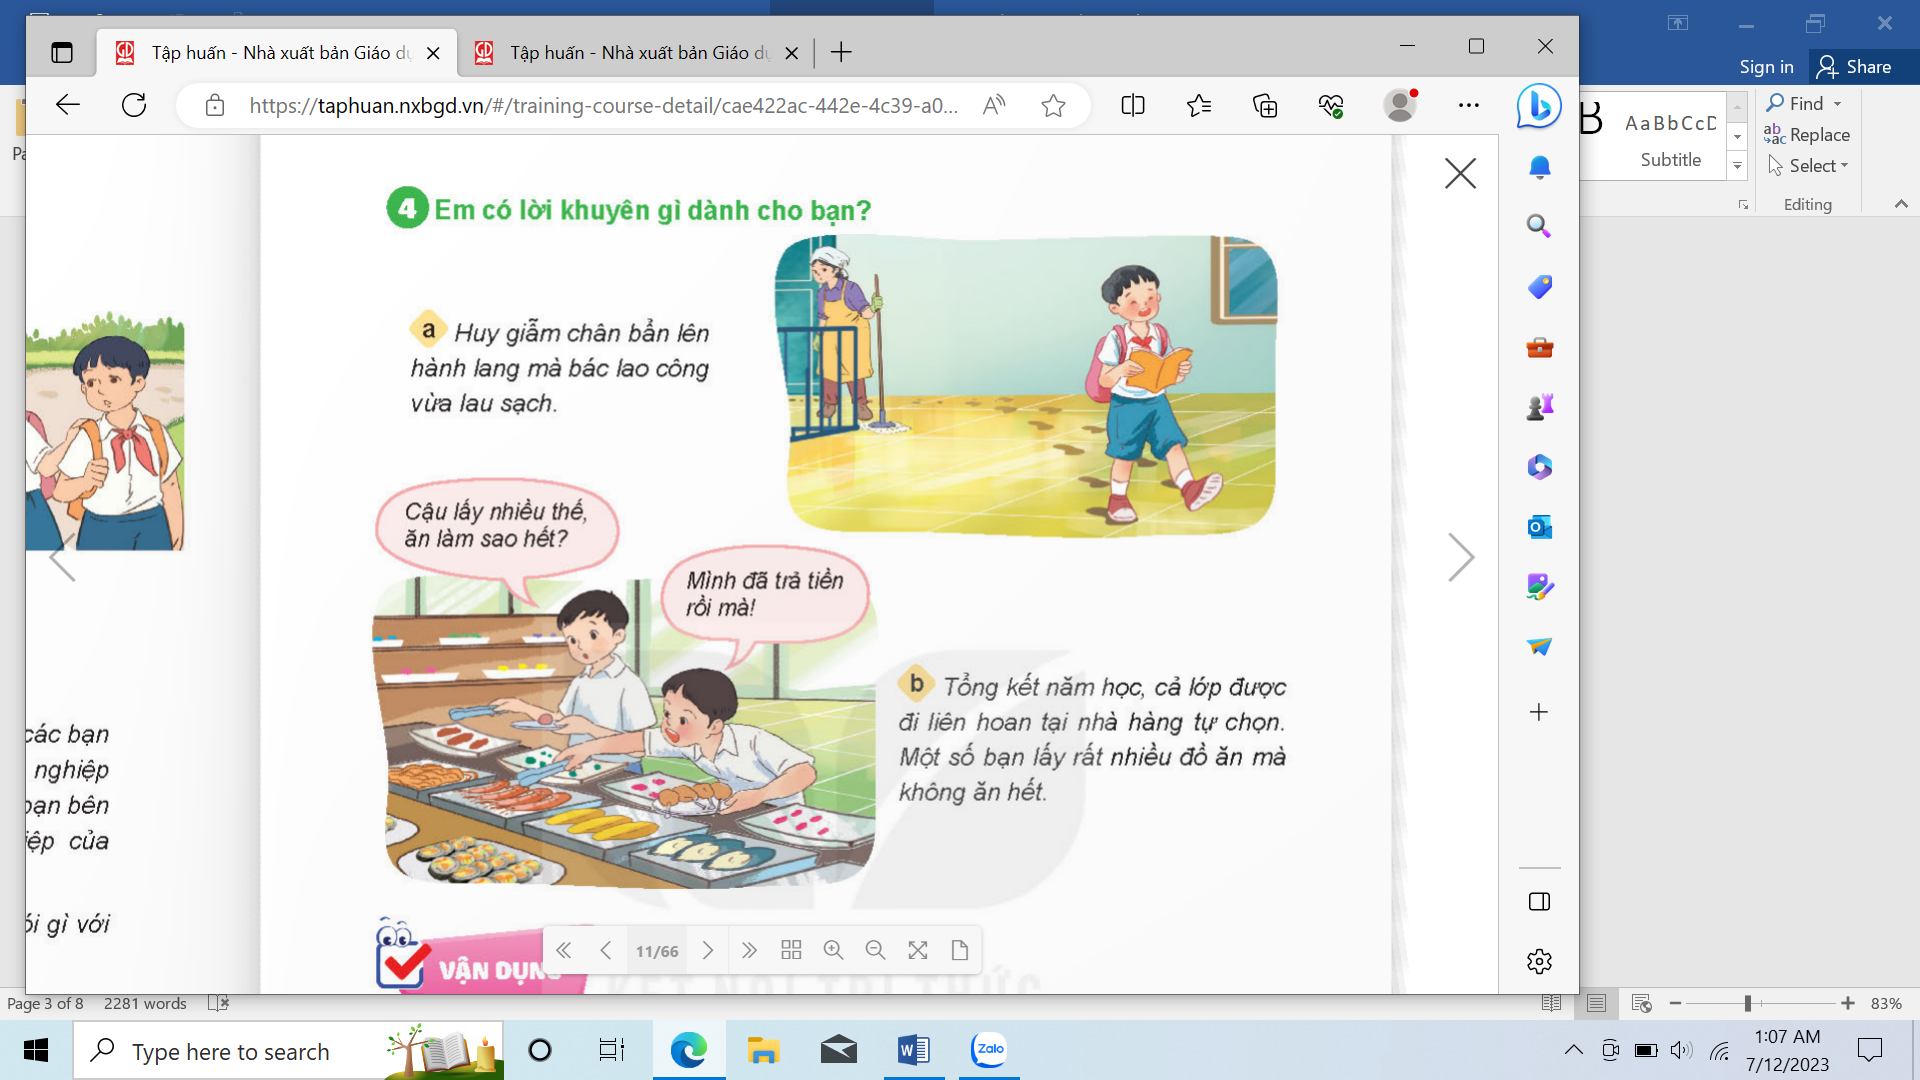 Sign in
Share
Tập huấn - Nhà xuất bản Giáo dụ
Tập huấn - Nhà xuất bản Giáo dụ
https://taphuan.nxbgd.vn/#/training-course-detail/cae422ac-442e-4c39-a0...
AaBbCcD
Subtitle
Find
Replace
Select
Editing
4 Em có lời khuyên gì dành cho bạn?
a Huy giẫm chân bẩn lên
hành lang mà bác lao công
vừa lau sạch.
Cậu lấy nhiều thế,
ăn làm sao hết?
Mình đã trả tiền
rồi mà!
b Tổng kết năm học, cả lớp được
đi liên hoan tại nhà hàng tự chọn.
Một số bạn lấy rất nhiều đồ ăn mà
không ăn hết.
các bạn
nghiệp
bạn bên
iệp của
ói gì với
VẬN DỤNG
11/66
KẾT NỐI TRI THỨC
Page 3 of 8
2281 words
83%
Type here to search
Zalo
1:07 AM
7/12/2023